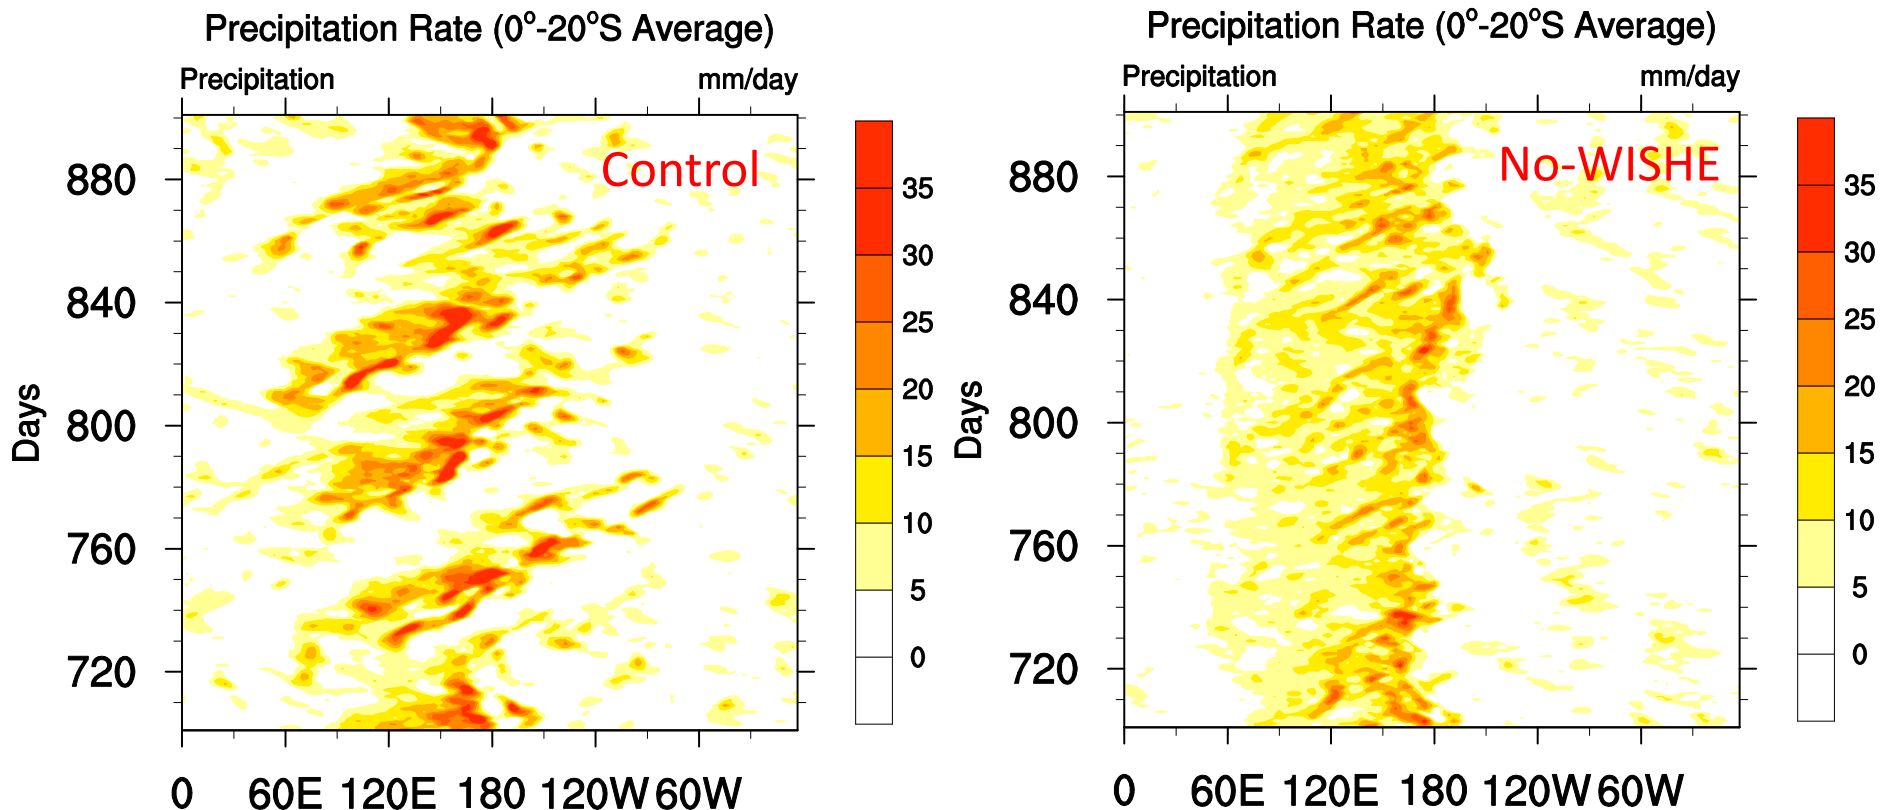 Precipitation Rate (0°-20°S Average)
Precipitation mm/day
Control
880
840
800
760
720
Days
0 60E 120E 180 120W 60W
35
30
25
20
15
10
5
0
Precipitation Rate (0°-20°S Average)
Precipitation mm/day
No-WISHE
880
840
800
760
720
Days
0 60E 120E 180 120W 60W
35
30
25
20
15
10
5
0